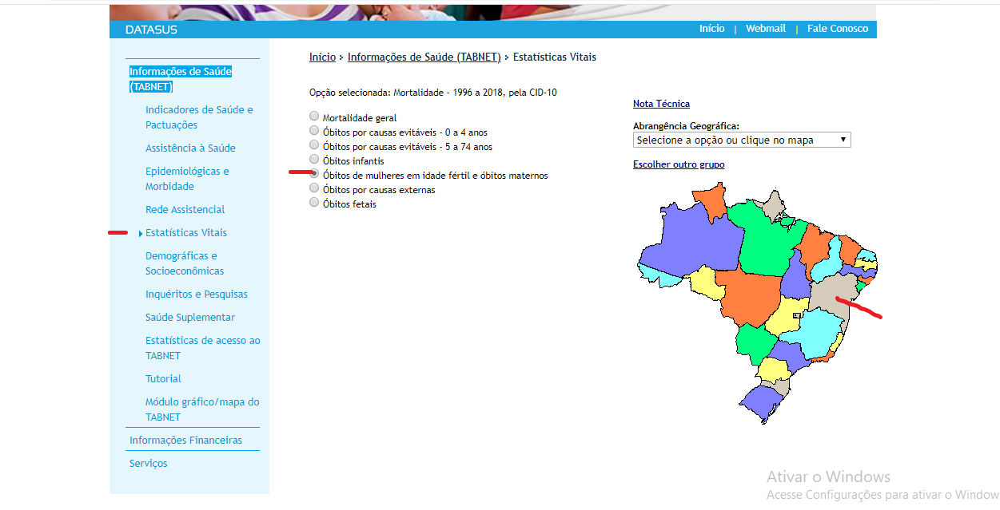 DATASUS
Início | Webmail | Fale Conosco
Informações de Saúde
(TABNET)
Indicadores de Saúde e
Pactuações
Assistência à Saúde
Epidemiológicas e
Morbidade
Rede Assistencial
Estatísticas Vitais
Demográficas e
Socioeconômicas
Inquéritos e Pesquisas
Saúde Suplementar
Estatísticas de acesso ao
TABNET
Tutorial
Módulo gráfico/mapa do
TABNET
Informações Financeiras
Serviços
Início > Informações de Saúde (TABNET) > Estatísticas Vitais
Opção selecionada: Mortalidade - 1996 a 2018, pela CID-10
Mortalidade geral
Óbitos por causas evitáveis - 0 a 4 anos
Óbitos por causas evitáveis - 5 a 74 anos
Óbitos infantis
Óbitos de mulheres em idade fértil e óbitos maternos
Óbitos por causas externas
Óbitos fetais
Nota Técnica
Abrangência Geográfica:
Selecione a opção ou clique no mapa
Escolher outro grupo
Ativar o Windows
Acesse Configurações para ativar o Window